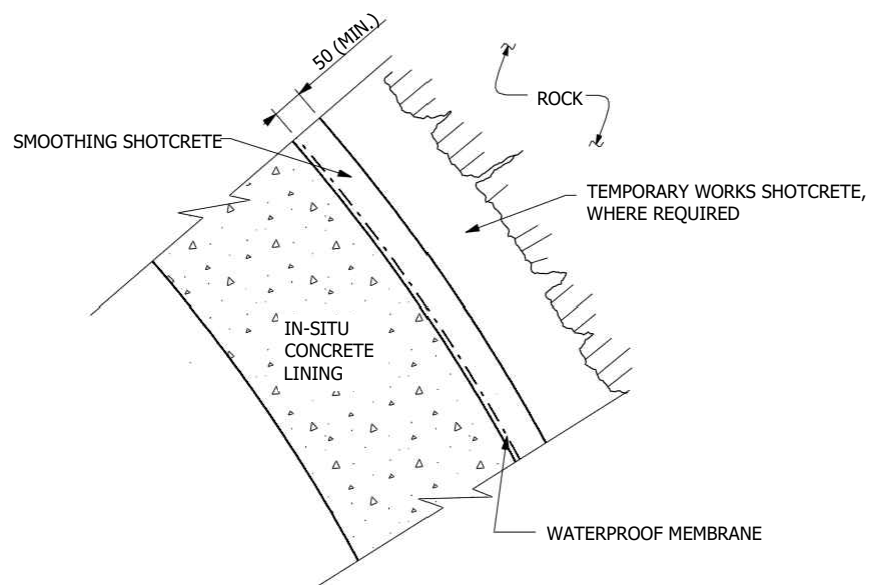 50 (MIN.)
ROCK
SMOOTHING SHOTCRETE
TEMPORARY WORKS SHOTCRETE,
WHERE REQUIRED
IN-SITU
CONCRETE
LINING
WATERPROOF MEMBRANE